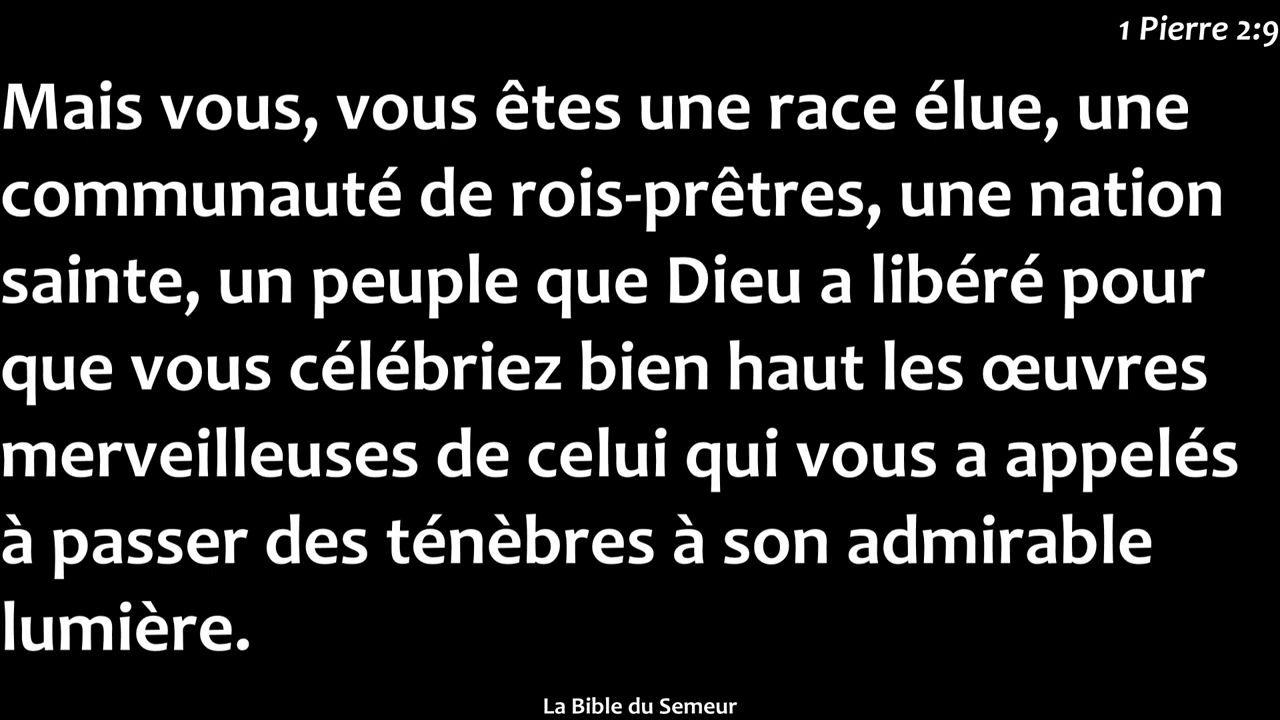 1 Pierre 2:9
Mais vous, vous êtes une race élue, une
communauté de rois-prêtres, une nation
sainte, un peuple que Dieu a libéré pour
que vous célébriez bien haut les œuvres
merveilleuses de celui qui vous a appelés
à passer des ténèbres à son admirable
lumière.
La Bible du Semeur